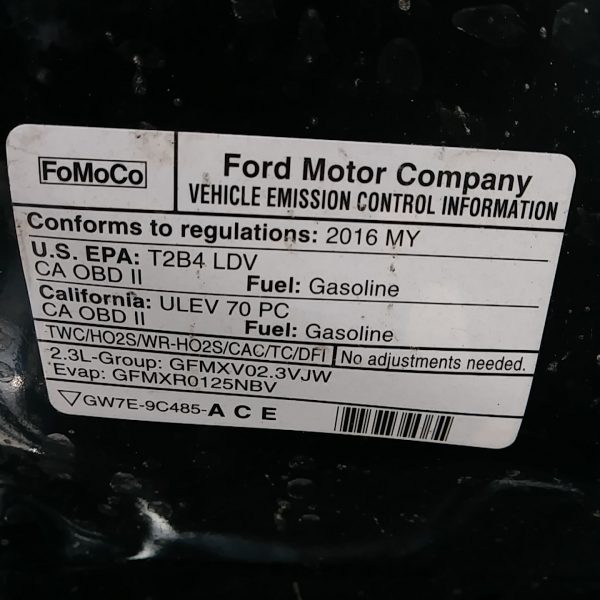 FoMoCo
Ford Motor Company
VEHICLE EMISSION CONTROL INFORMATION
Conforms to regulations: 2016 MY
U.S. EPA: T2B4 LDV
CA OBD II Fuel: Gasoline
California: ULEV 70 PC
CA OBD II Fuel: Gasoline
TWC/HO2S/WR-HO2S/CAC/TC/DFI No adjustments needed.
2.3L-Group: GFMXV02.3VJW
Evap: GFMXR0125NBV
GW7E-9C485-A C E